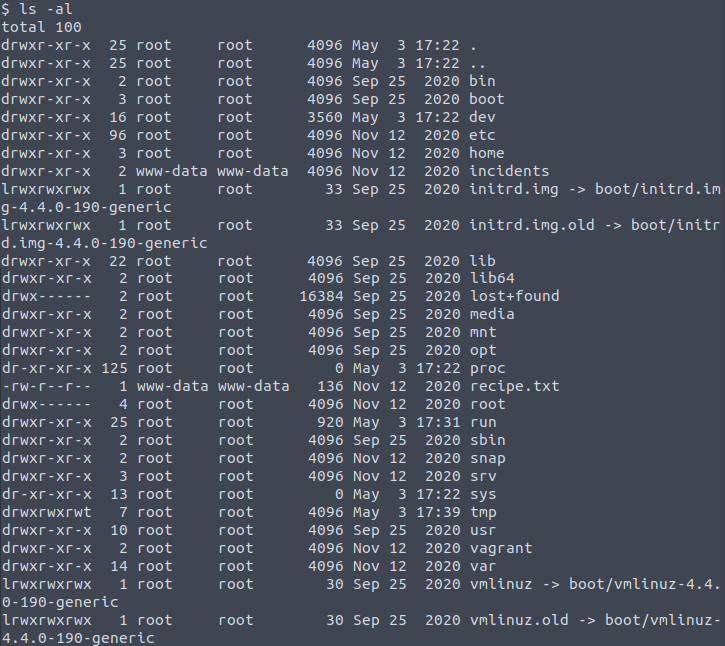 $ ls -al
total 100
drwxr-xr-x  25 root     root      4096 May  3 17:22 .
drwxr-xr-x  25 root     root      4096 May  3 17:22 ..
drwxr-xr-x   2 root     root      4096 Sep 25  2020 bin
drwxr-xr-x   3 root     root      4096 Sep 25  2020 boot
drwxr-xr-x  16 root     root      3560 May  3 17:22 dev
drwxr-xr-x  96 root     root      4096 Nov 12  2020 etc
drwxr-xr-x   3 root     root      4096 Nov 12  2020 home
drwxr-xr-x   2 www-data www-data  4096 Nov 12  2020 incidents
lrwxrwxrwx   1 root     root        33 Sep 25  2020 initrd.img -> boot/initrd.im
g-4.4.0-190-generic
lrwxrwxrwx   1 root     root        33 Sep 25  2020 initrd.img.old -> boot/initr
d.img-4.4.0-190-generic
drwxr-xr-x  22 root     root      4096 Sep 25  2020 lib
drwxr-xr-x   2 root     root      4096 Sep 25  2020 lib64
drwx------   2 root     root     16384 Sep 25  2020 lost+found
drwxr-xr-x   2 root     root      4096 Sep 25  2020 media
drwxr-xr-x   2 root     root      4096 Sep 25  2020 mnt
drwxr-xr-x   2 root     root      4096 Sep 25  2020 opt
dr-xr-xr-x 125 root     root         0 May  3 17:22 proc
-rw-r--r--   1 www-data www-data   136 Nov 12  2020 recipe.txt
drwx------   4 root     root      4096 Nov 12  2020 root
drwxr-xr-x  25 root     root       920 May  3 17:31 run
drwxr-xr-x   2 root     root      4096 Sep 25  2020 sbin
drwxr-xr-x   2 root     root      4096 Nov 12  2020 snap
drwxr-xr-x   3 root     root      4096 Nov 12  2020 srv
dr-xr-xr-x  13 root     root         0 May  3 17:22 sys
drwxrwxrwt   7 root     root      4096 May  3 17:39 tmp
drwxr-xr-x  10 root     root      4096 Sep 25  2020 usr
drwxr-xr-x   2 root     root      4096 Nov 12  2020 vagrant
drwxr-xr-x  14 root     root      4096 Nov 12  2020 var
lrwxrwxrwx   1 root     root        30 Sep 25  2020 vmlinuz -> boot/vmlinuz-4.4.
0-190-generic
lrwxrwxrwx   1 root     root        30 Sep 25  2020 vmlinuz.old -> boot/vmlinuz-
4.4.0-190-generic